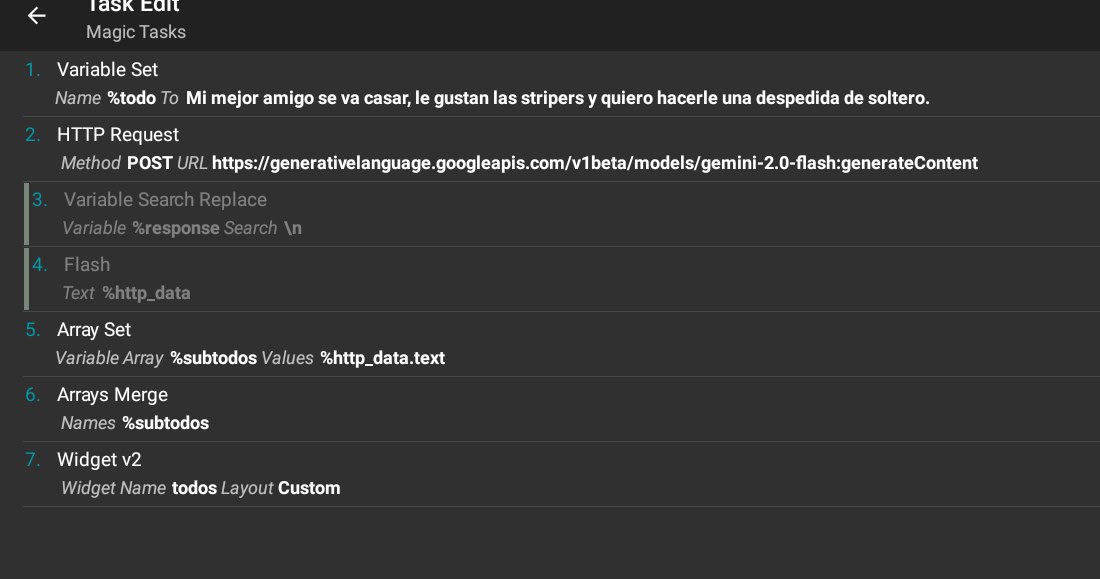 Task Edit
Magic Tasks
1. Variable Set
Name %todo To Mi mejor amigo se va casar, le gustan las stripers y quiero hacerle una despedida de soltero.
2. HTTP Request
Method POST URL https://generativelanguage.googleapis.com/v1beta/models/gemini-2.0-flash:generateContent
3. Variable Search Replace
Variable %response Search \n
4. Flash
Text %http_data
5. Array Set
Variable Array %subtodos Values %http_data.text
6. Arrays Merge
Names %subtodos
7. Widget v2
Widget Name todos Layout Custom